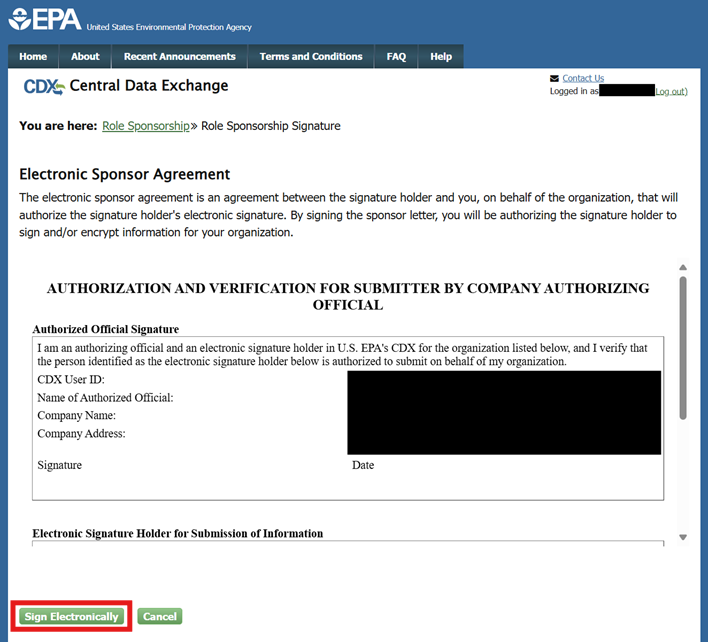 EPA United States Environmental Protection Agency
Home About Recent Announcements Terms and Conditions FAQ Help
CDX Central Data Exchange
Contact Us
Logged in as Log out)
You are here: Role Sponsorship» Role Sponsorship Signature
Electronic Sponsor Agreement
The electronic sponsor agreement is an agreement between the signature holder and you, on behalf of the organization, that will
authorize the signature holder's electronic signature. By signing the sponsor letter, you will be authorizing the signature holder to
sign and/or encrypt information for your organization.
AUTHORIZATION AND VERIFICATION FOR SUBMITTER BY COMPANY AUTHORIZING
OFFICIAL
Authorized Official Signature
I am an authorizing official and an electronic signature holder in U.S. EPA's CDX for the organization listed below, and I verify that
the person identified as the electronic signature holder below is authorized to submit on behalf of my organization.
CDX User ID:
Name of Authorized Official:
Company Name:
Company Address:
Signature Date
Electronic Signature Holder for Submission of Information
Sign Electronically Cancel